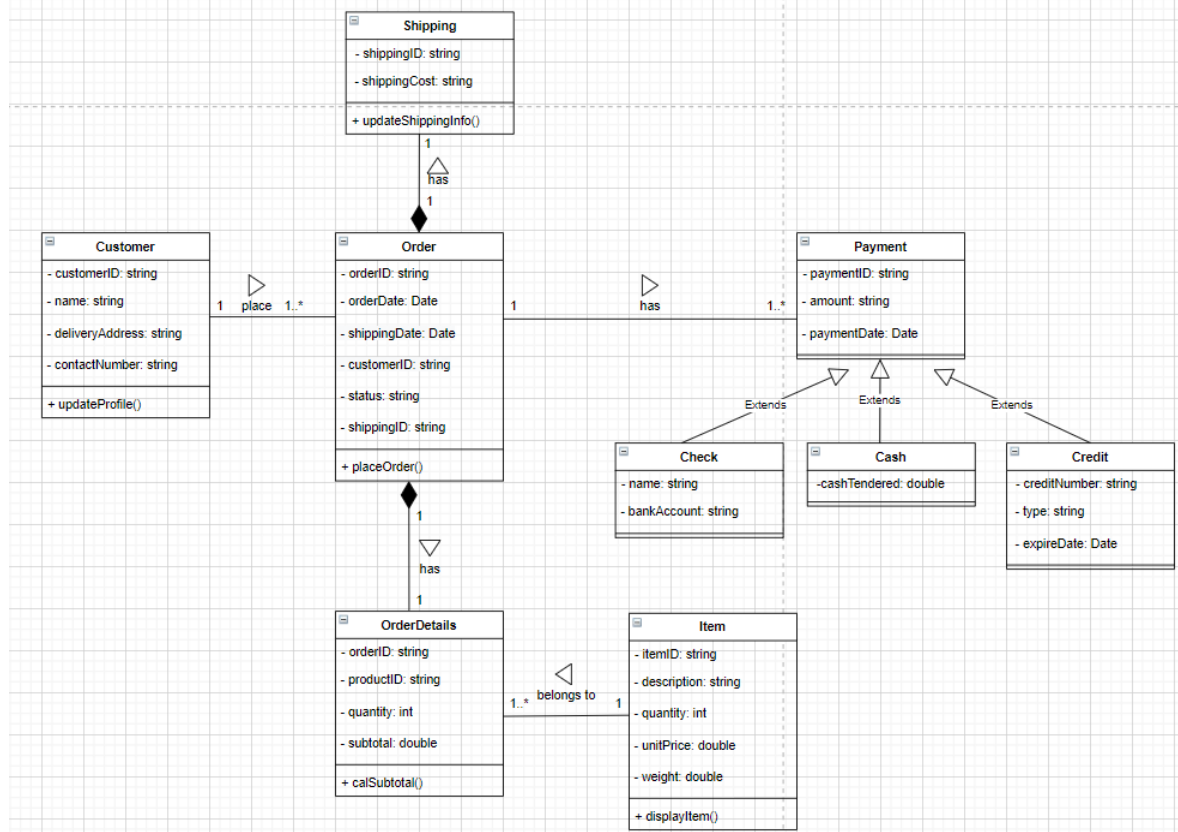 Shipping
- shippingID: string
- shippingCost: string
+ updateShippingInfo()
1
has
1
Customer
- customerID: string
- name: string
- deliveryAddress: string
- contactNumber: string
+ updateProfile()
1 place 1..*
Order
- orderID: string
- orderDate: Date
- shippingDate: Date
- customerID: string
- status: string
- shippingID: string
+ placeOrder()
1 has 1..*
Payment
- paymentID: string
- amount: string
- paymentDate: Date
Extends
Extends
Extends
Check
- name: string
- bankAccount: string
Cash
-cashTendered: double
Credit
- creditNumber: string
- type: string
- expireDate: Date
1
has
1
OrderDetails
- orderID: string
- productID: string
- quantity: int
- subtotal: double
+ calSubtotal()
1..* belongs to 1
Item
- itemID: string
- description: string
- quantity: int
- unitPrice: double
- weight: double
+ displayItem()